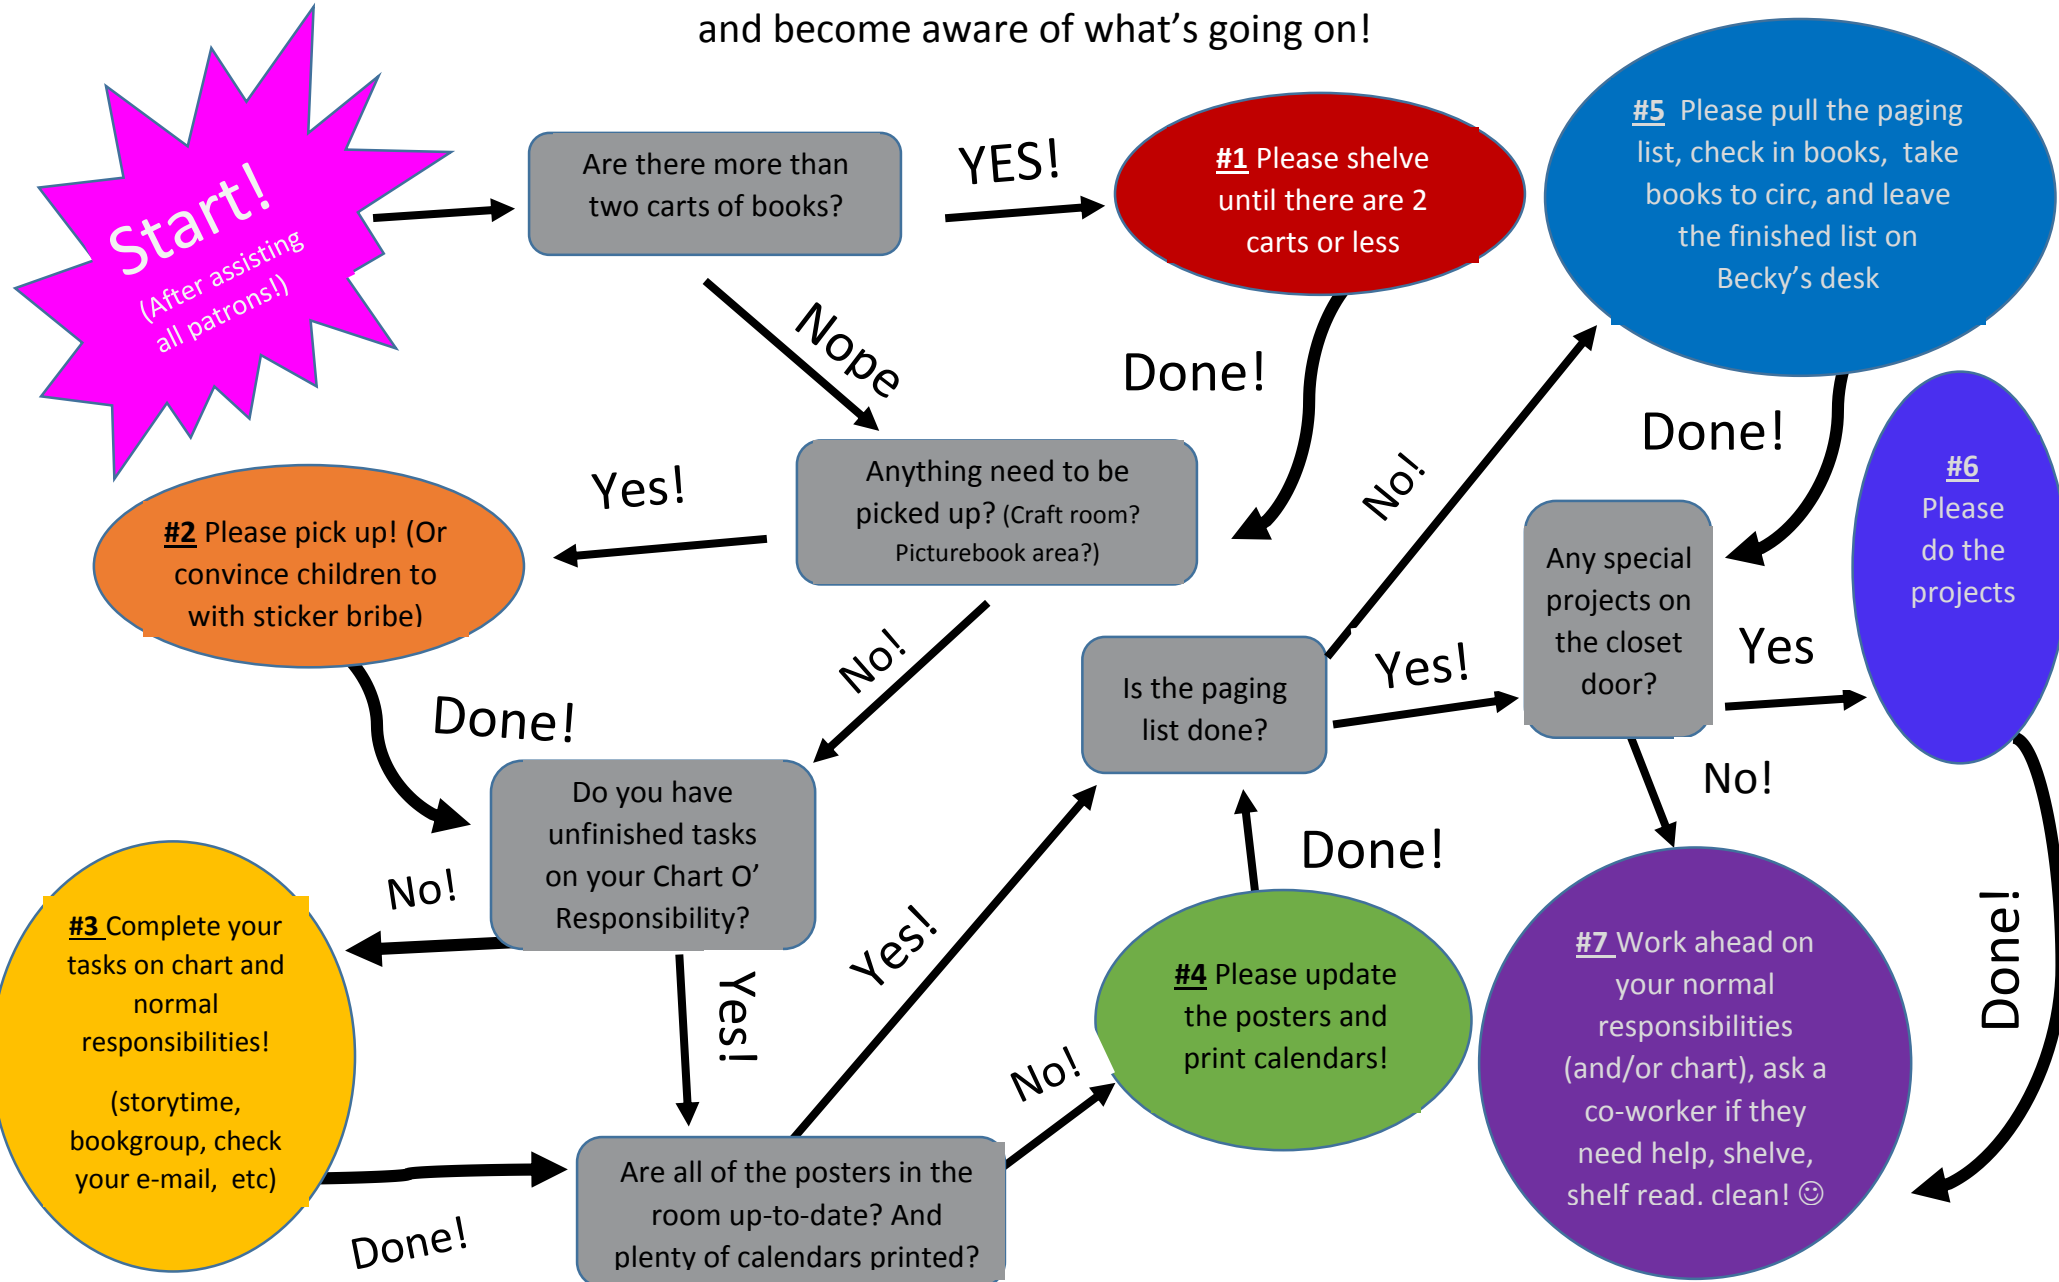 and become aware of what's going on!
Start!
(After assisting
all patrons!)
Are there more than
two carts of books?
YES!
#1 Please shelve
until there are 2
carts or less
#5  Please pull the paging
list, check in books,  take
books to circ, and leave
the finished list on
Becky's desk
Nope
Done!
Done!
Anything need to be
picked up? (Craft room?
Picturebook area?)
Yes!
#2 Please pick up! (Or
convince children to
with sticker bribe)
No!
Any special
projects on
the closet
door?
#6
Please
do the
projects
Yes
No!
Done!
Is the paging
list done?
Yes!
No!
Do you have
unfinished tasks
on your Chart O'
Responsibility?
No!
Yes!
#3 Complete your
tasks on chart and
normal
responsibilities!
(storytime,
bookgroup, check
your e-mail,  etc)
Done!
Are all of the posters in the
room up-to-date? And
plenty of calendars printed?
Yes!
No!
#4 Please update
the posters and
print calendars!
Done!
#7 Work ahead on
your normal
responsibilities
(and/or chart), ask a
co-worker if they
need help, shelve,
shelf read. clean! ☺
Done!